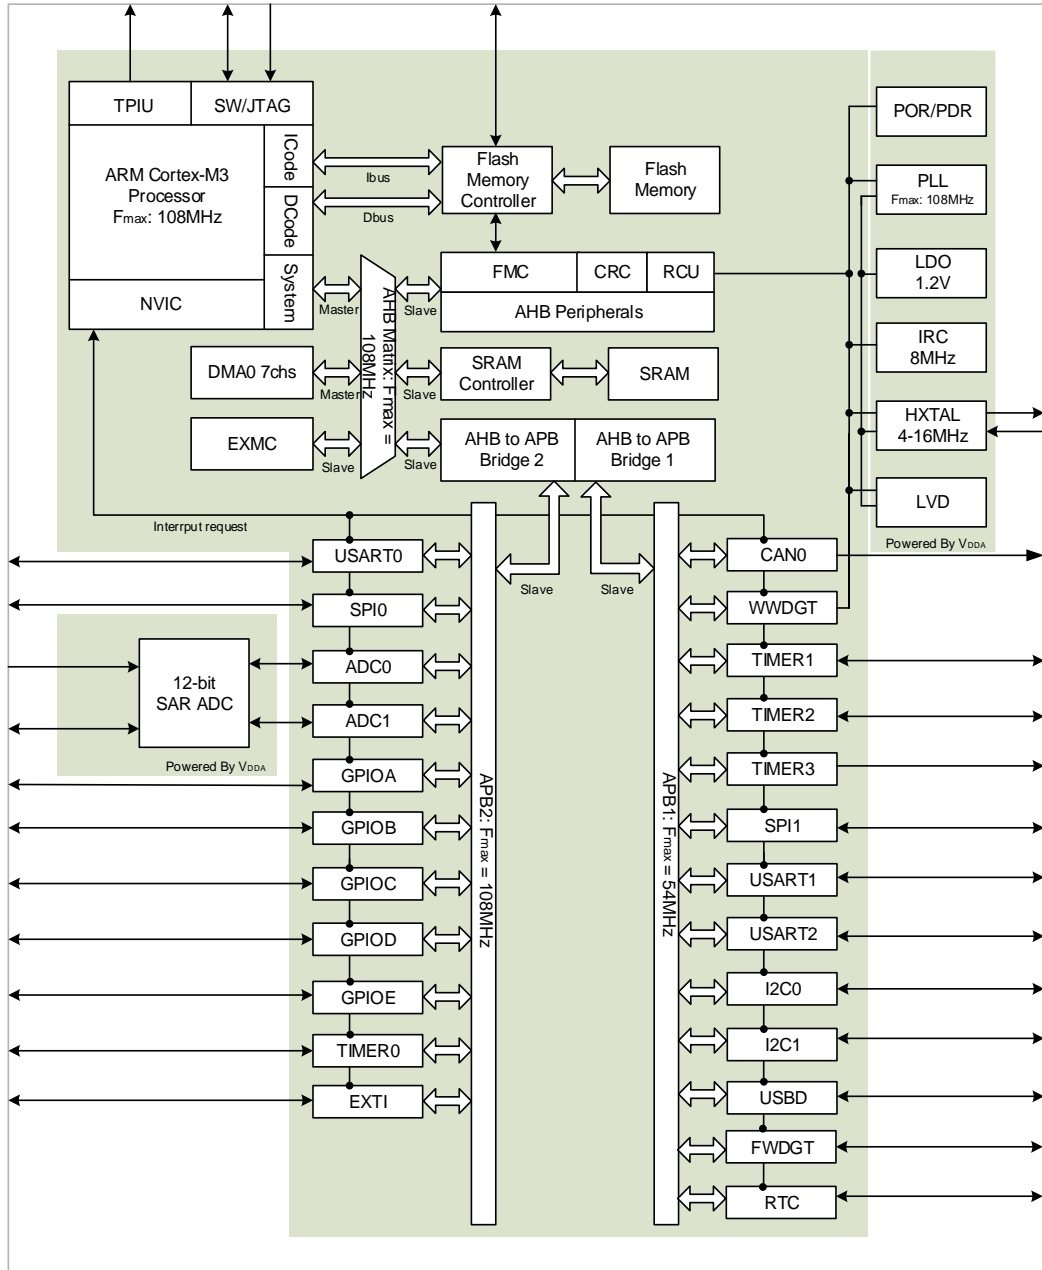 TPIU
SW/JTAG
POR/PDR
ICode
ARM Cortex-M3
Processor
Fmax: 108MHz
Flash
Memory
Controller
Flash
Memory
Ibus
PLL
Fmax: 108MHz
DCode
Dbus
LDO
1.2V
System
FMC
CRC
RCU
NVIC
Master
Slave
AHB Peripherals
AHB Matrix: Fmax =
108MHz
IRC
8MHz
DMA0 7chs
Master
Slave
SRAM
Controller
SRAM
HXTAL
4-16MHz
EXMC
Slave
Slave
AHB to APB
Bridge 2
AHB to APB
Bridge 1
LVD
Interrput request
Powered By VDDA
USART0
CAN0
Slave
Slave
SPI0
WWDGT
12-bit
SAR ADC
ADC0
TIMER1
ADC1
TIMER2
Powered By VDDA
GPIOA
TIMER3
APB2: Fmax = 108MHz
APB1: Fmax = 54MHz
GPIOB
SPI1
GPIOC
USART1
GPIOD
USART2
GPIOE
I2C0
TIMER0
I2C1
EXTI
USBD
FWDGT
RTC